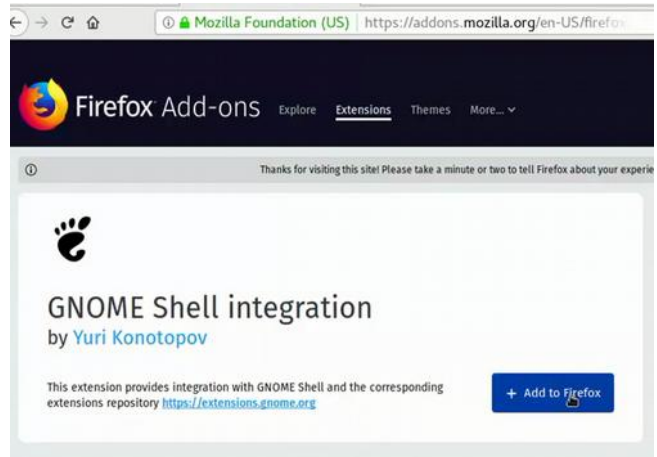 Mozilla Foundation (US) https://addons.mozilla.org/en-US/firefox
Firefox Add-ons Explore Extensions Themes More...
Thanks for visiting this site! Please take a minute or two to tell Firefox about your experie
GNOME Shell integration
by Yuri Konotopov
This extension provides integration with GNOME Shell and the corresponding
extensions repository https://extensions.gnome.org
+ Add to Firefox